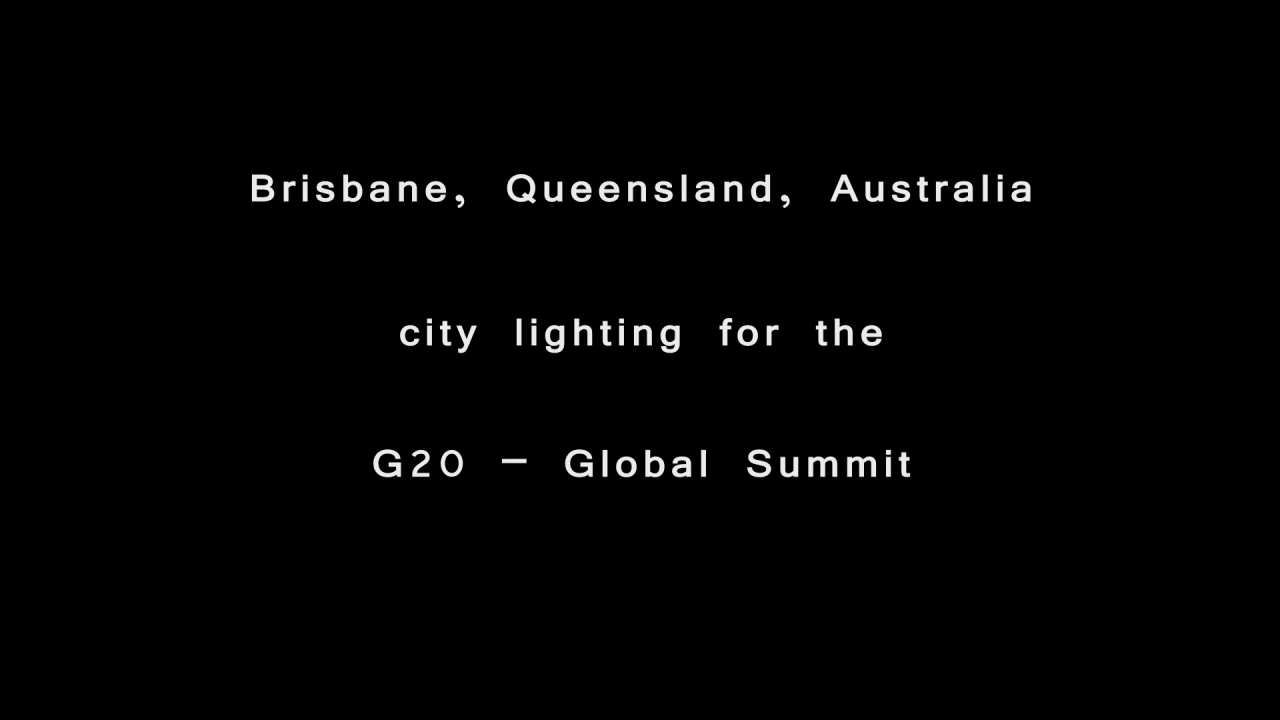 Brisbane, Queensland, Australia
city lighting for the
G20 - Global Summit